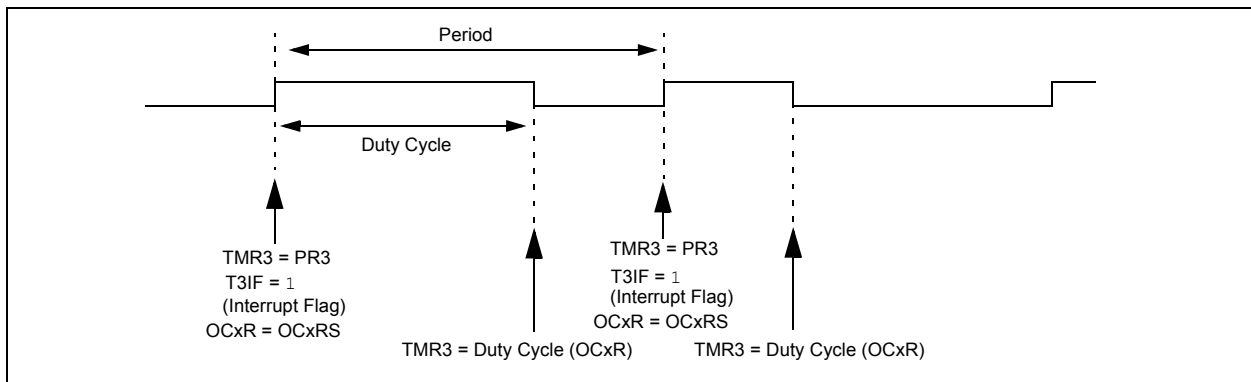 Period
Duty Cycle
TMR3 = PR3
T3IF = 1
(Interrupt Flag)
OCxR = OCxRS
TMR3 = Duty Cycle (OCxR)
TMR3 = PR3
T3IF = 1
(Interrupt Flag)
OCxR = OCxRS
TMR3 = Duty Cycle (OCxR)